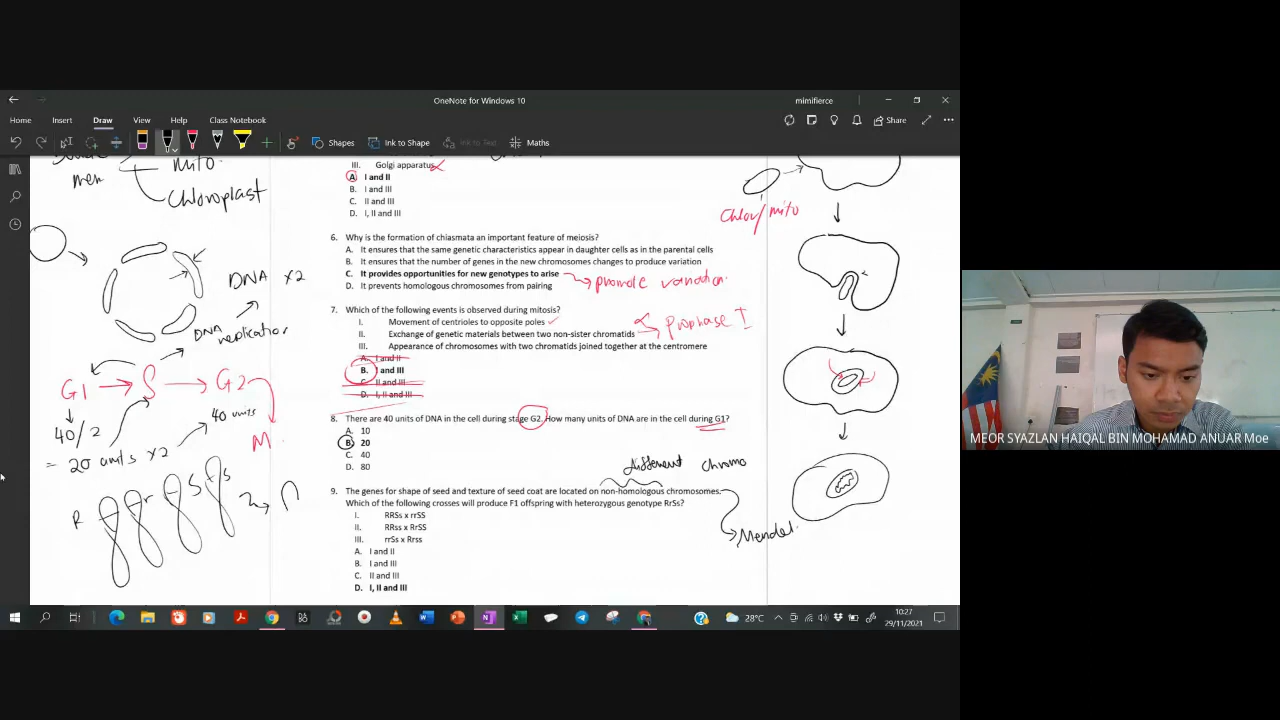 OneNote for Windows 10
mimifierce
Home Insert Draw View Help Class Notebook
Share
Shapes
Ink to Shape
Ink to Text
Maths
mito.
mem
Chloroplast
III. Golgi apparatus
A I and II
B. I and III
C. II and III
D. I, II and III
Chlor/mito
6. Why is the formation of chiasmata an important feature of meiosis?
A. It ensures that the same genetic characteristics appear in daughter cells as in the parental cells
B. It ensures that the number of genes in the new chromosomes changes to produce variation
C. It provides opportunities for new genotypes to arise
D. It prevents homologous chromosomes from pairing
promote variation.
DNA x2
DNA
replication
7. Which of the following events is observed during mitosis?
I. Movement of centrioles to opposite poles
II. Exchange of genetic materials between two non-sister chromatids
III. Appearance of chromosomes with two chromatids joined together at the centromere
prophase I
A. I and II
B. I and III
C. II and III
D. I, II and III
G1 S G2
40/2
40 units
= 20 units x2
M.
8. There are 40 units of DNA in the cell during stage G2. How many units of DNA are in the cell during G1?
A. 10
B. 20
C. 40
D. 80
different chromo
R r S s
9. The genes for shape of seed and texture of seed coat are located on non-homologous chromosomes.
Which of the following crosses will produce F1 offspring with heterozygous genotype RrSs?
I. RRSs x rrSS
II. RRss x RrSS
III. rrSs x Rrss
A. I and II
B. I and III
C. II and III
D. I, II and III
Mendel.
28°C
10:27
29/11/2021
MEOR SYAZLAN HAIQAL BIN MOHAMAD ANUAR Moe